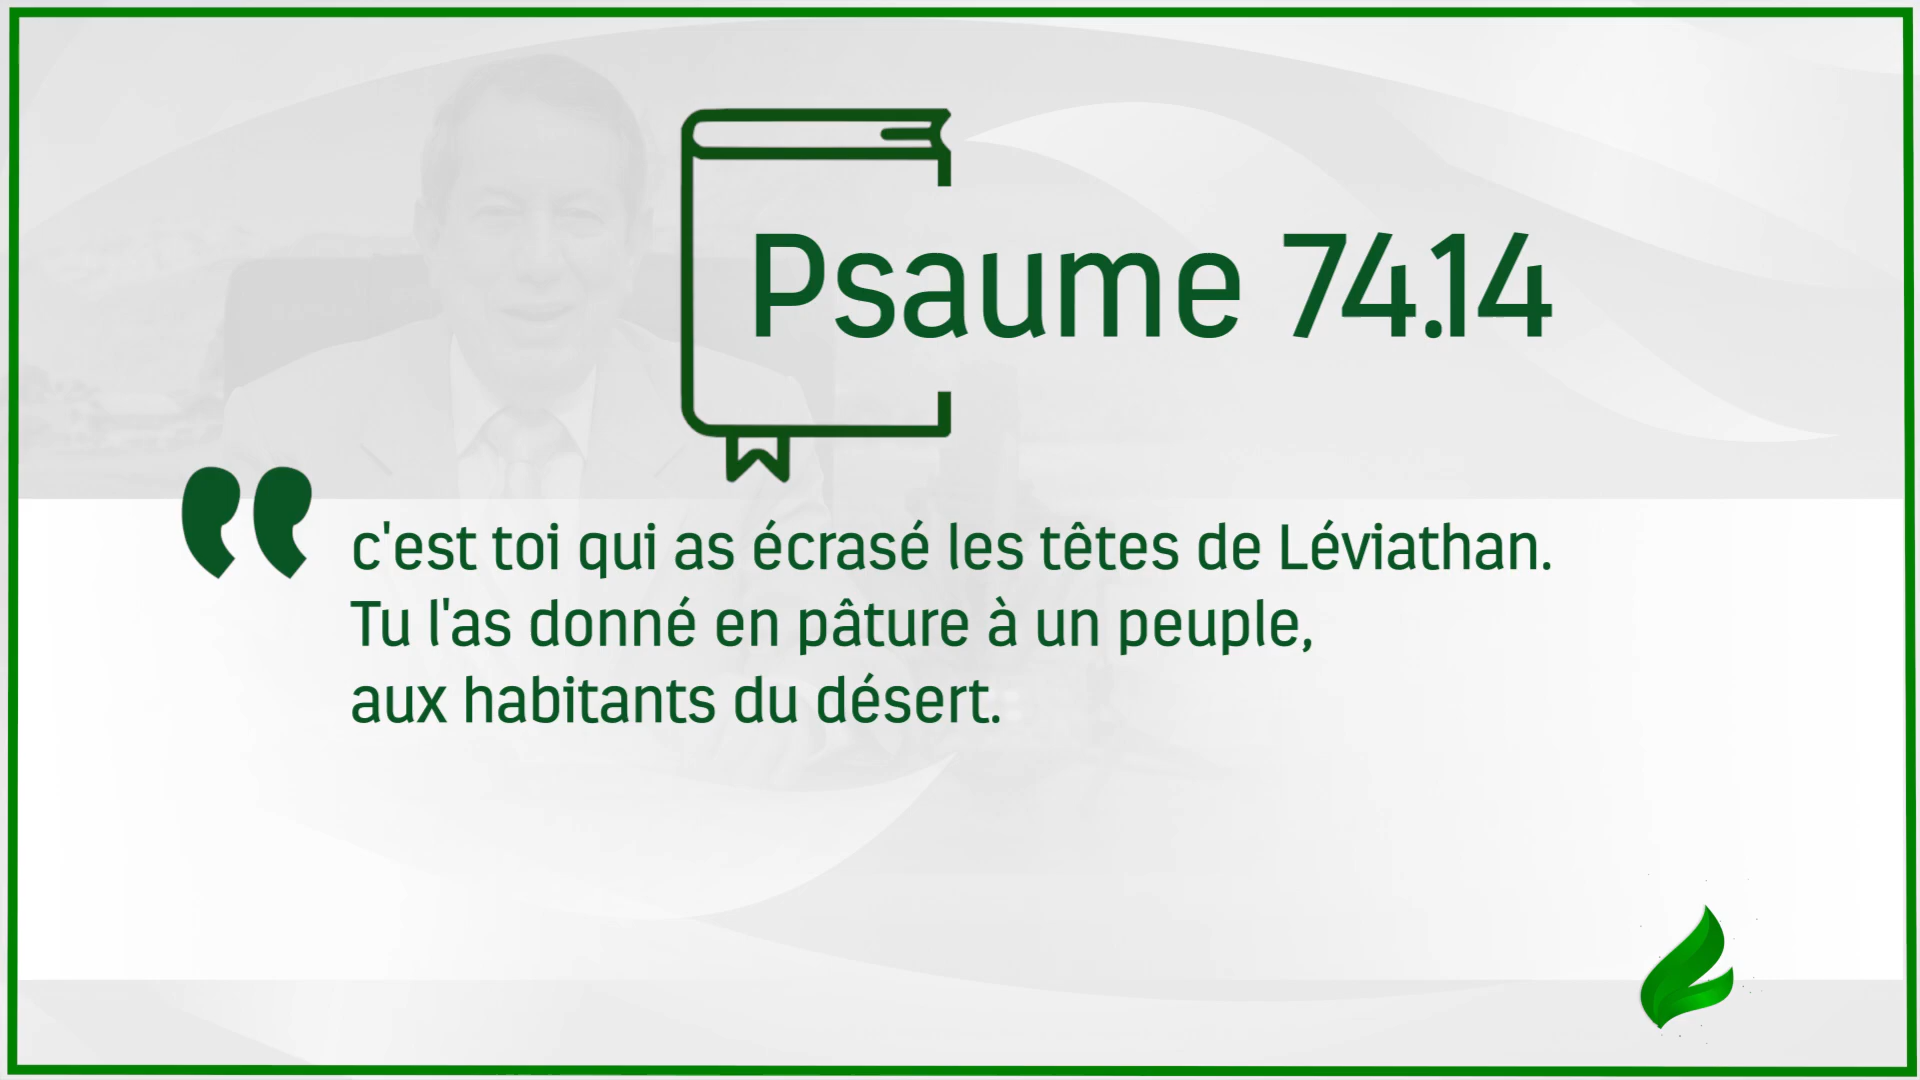 Psaume 74.14
c'est toi qui as écrasé les têtes de Léviathan.
Tu l'as donné en pâture à un peuple,
aux habitants du désert.